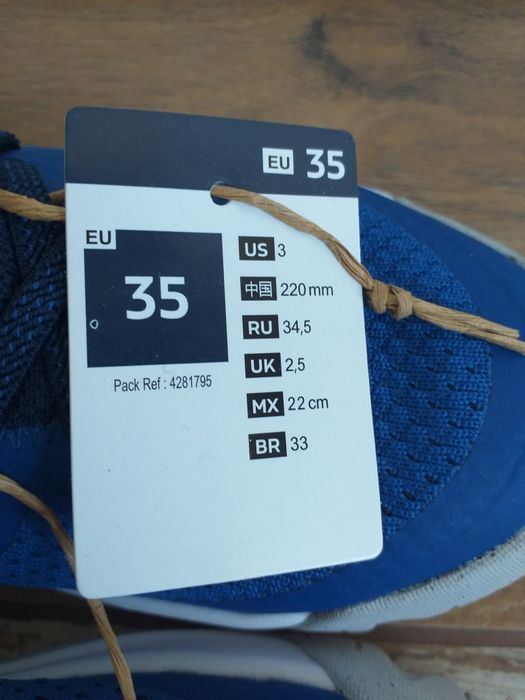 EU 35
EU
35
Pack Ref : 4281795
US 3
中国 220 mm
RU 34,5
UK 2,5
MX 22 cm
BR 33